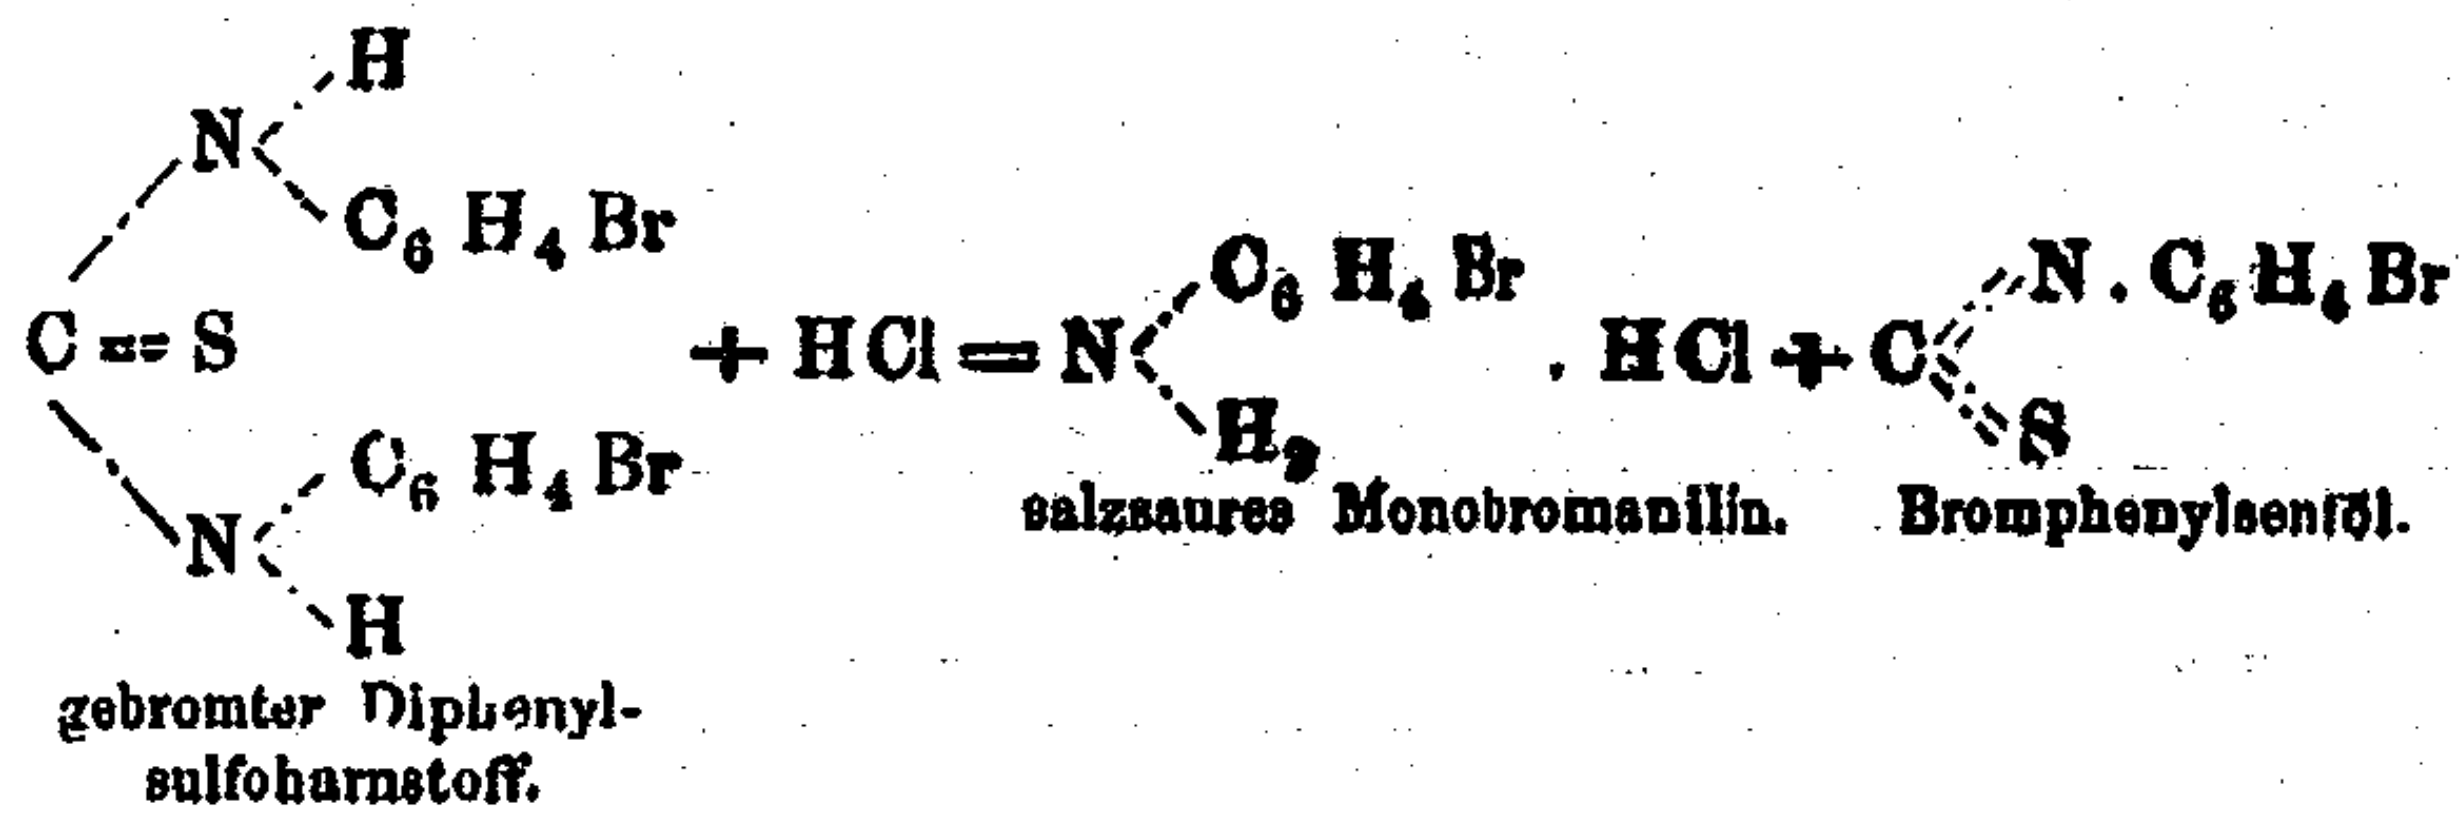 H
N
C₆ H₄ Br
C = S + HCl = N C₆ H₄ Br . HCl + C N . C₆ H₄ Br
H₂ S
C₆ H₄ Br
N
H
salzsaures Monobromanilin. Bromphenylsenföl.
gebromter Diphenyl-
sulfoharnstoff.